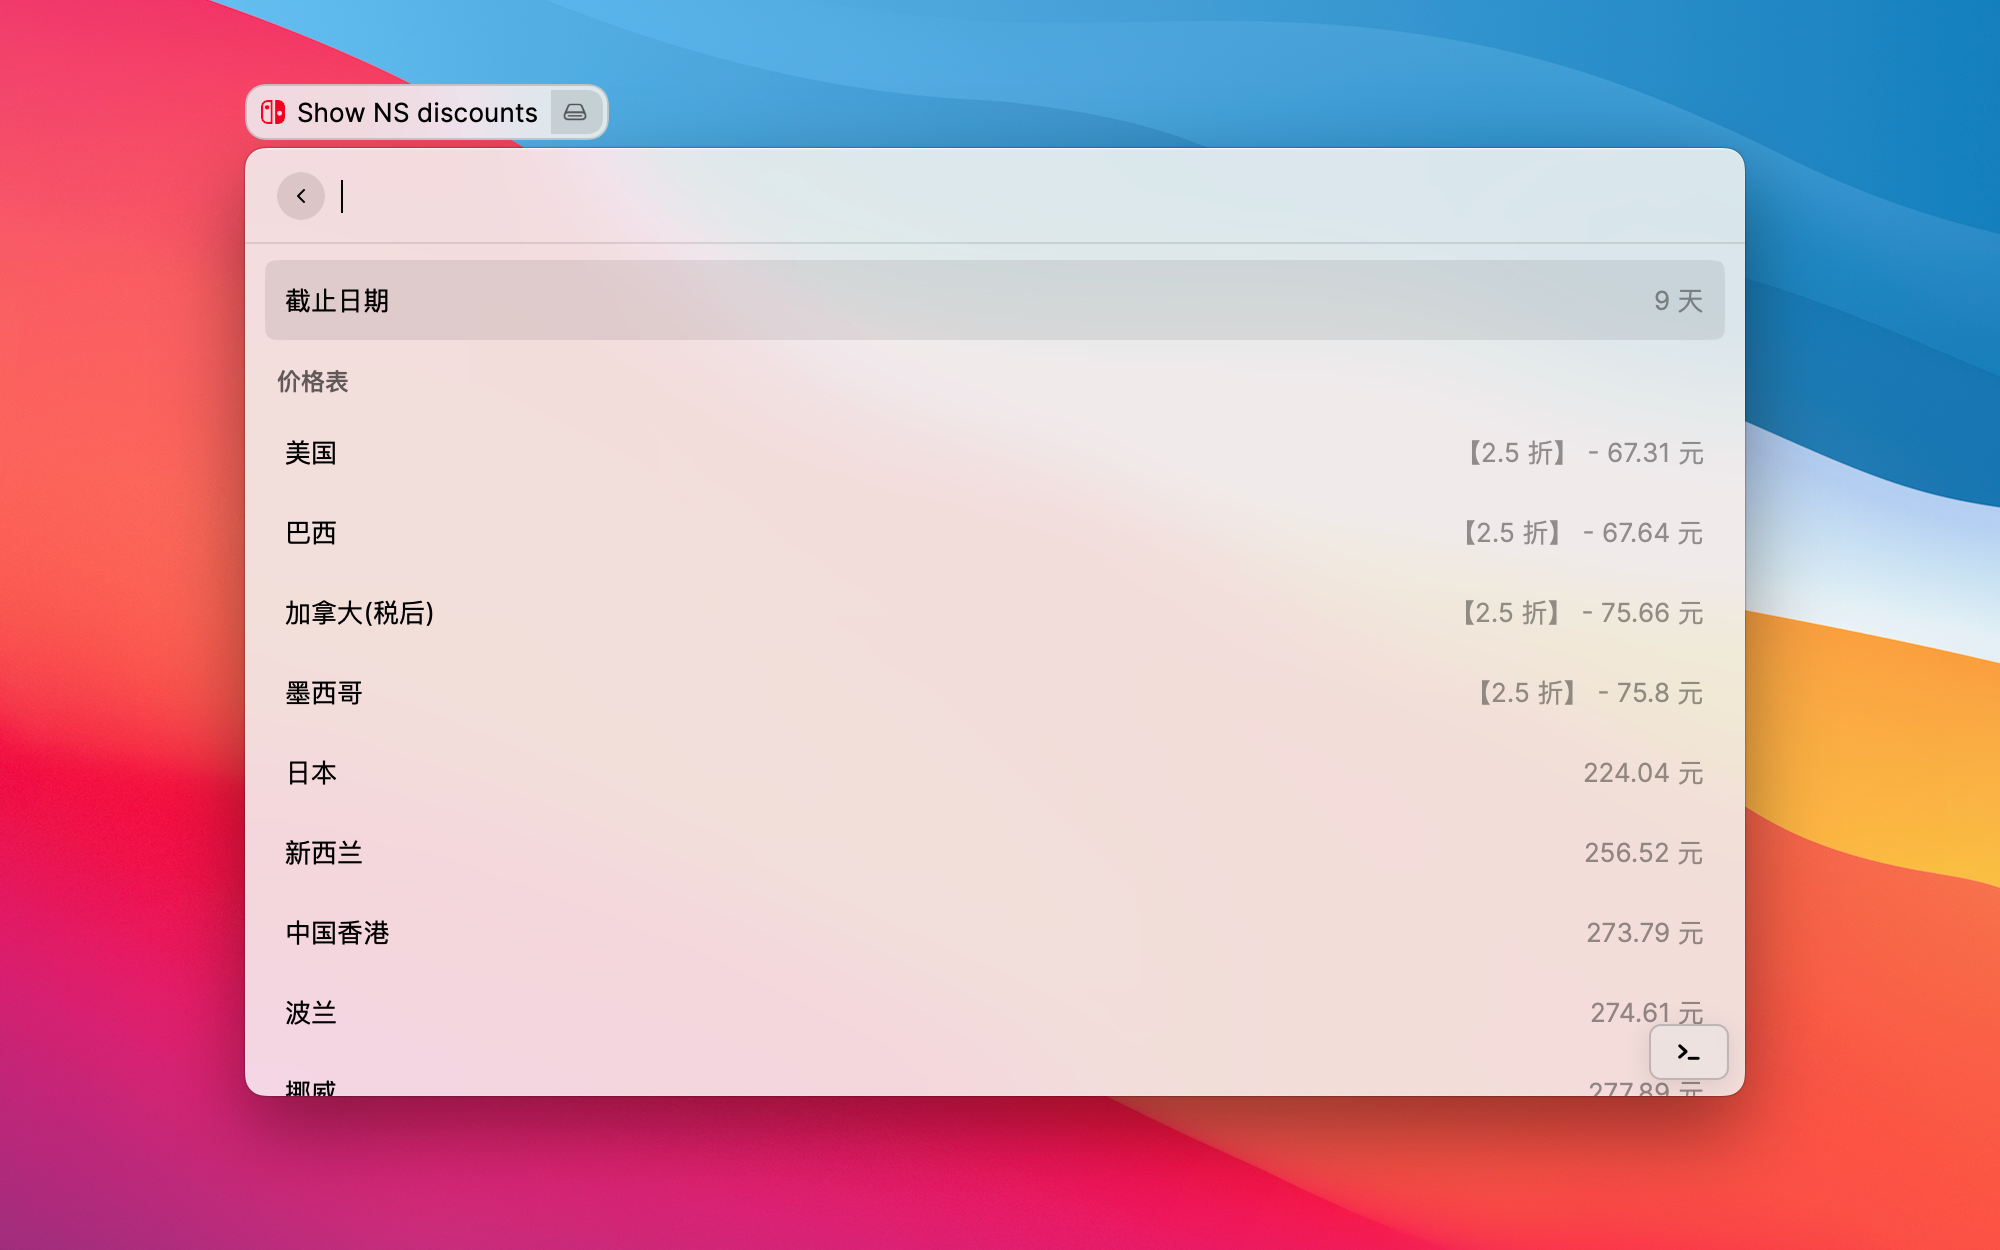 Show NS discounts
截止日期 9 天
价格表
美国 【2.5 折】 - 67.31 元
巴西 【2.5 折】 - 67.64 元
加拿大(税后) 【2.5 折】 - 75.66 元
墨西哥 【2.5 折】 - 75.8 元
日本 224.04 元
新西兰 256.52 元
中国香港 273.79 元
波兰 274.61 元
挪威 277.89 元